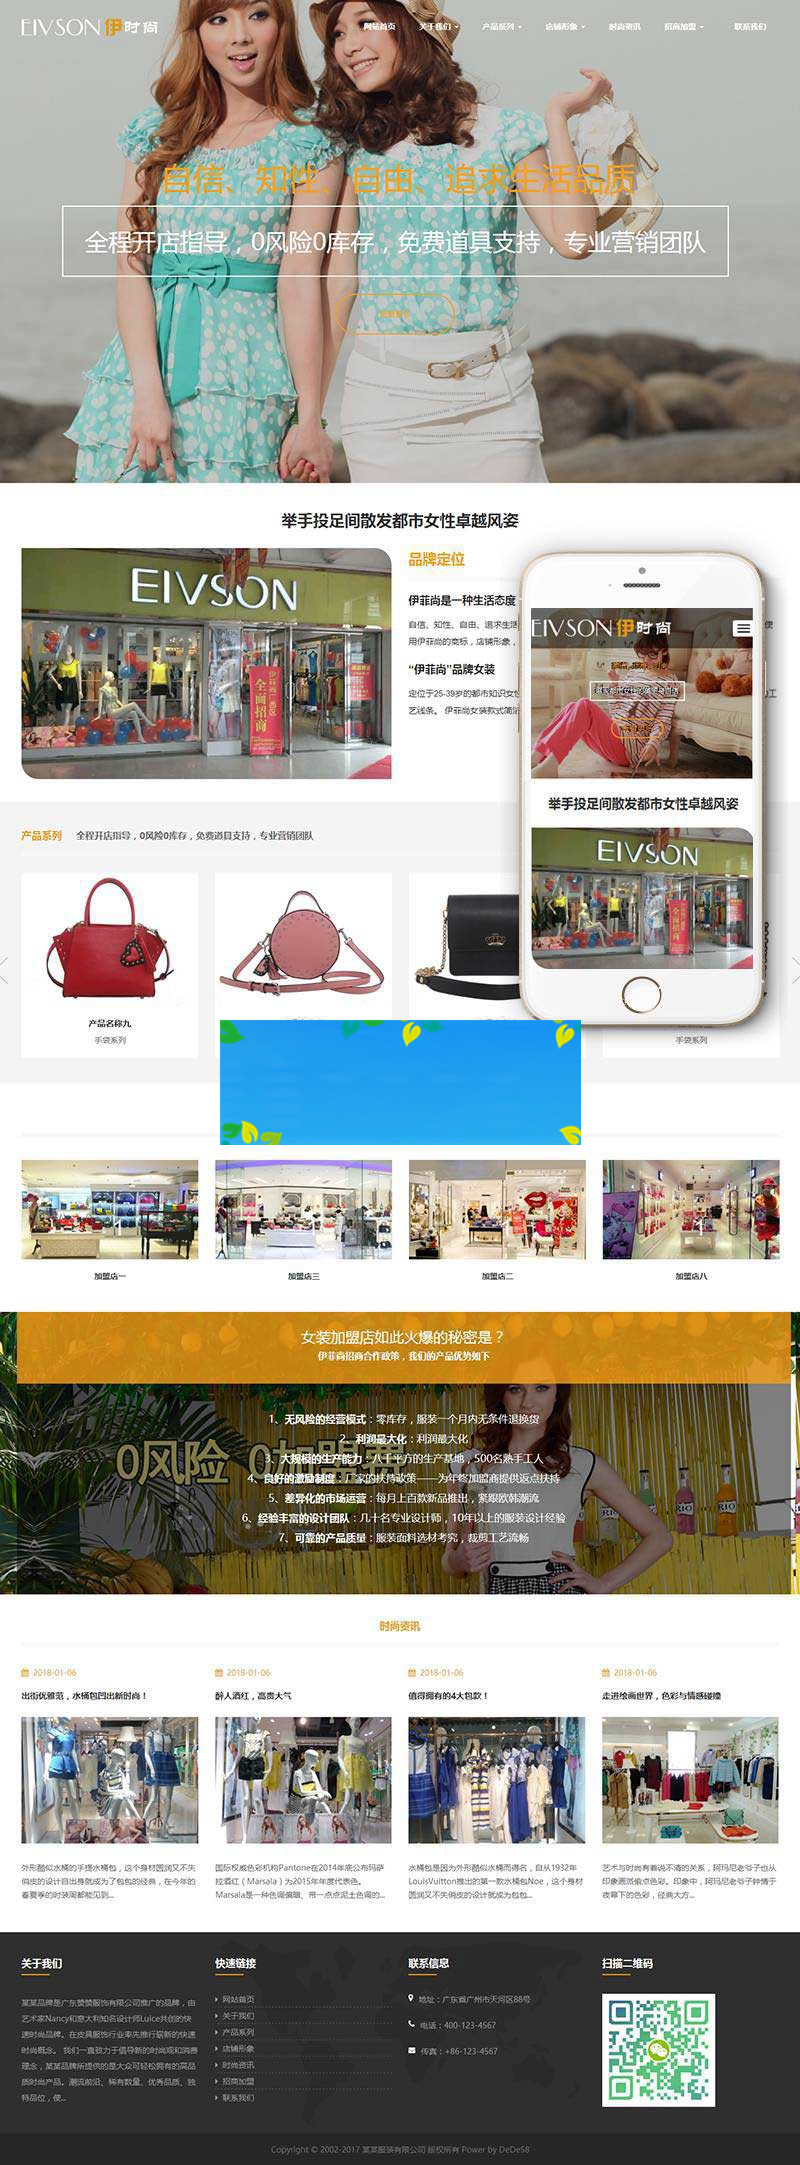 EIVSON 伊时尚
网站首页 关于我们 产品系列 店铺形象 时尚资讯 招商加盟 联系我们
自信、知性、自由、追求生活品质
全程开店指导，0风险0库存，免费道具支持，专业营销团队
举手投足间散发都市女性卓越风姿
EIVSON
全面招商
品牌定位
伊菲尚是一种生活态度
自信、知性、自由、追求生活
使
用伊菲尚的商标，店铺形象，
“伊菲尚”品牌女装
定位于25-39岁的都市知识女性
工
艺线条。 伊菲尚女装款式简洁
EIVSON 伊时尚
举手投足间散发都市女性卓越风姿
EIVSON
全面招商
产品系列 全程开店指导，0风险0库存，免费道具支持，专业营销团队
产品名称九
手袋系列
手袋系列
加盟店一
加盟店三
加盟店二
加盟店八
女装加盟店如此火爆的秘密是？
伊菲尚招商合作政策，我们的产品优势如下
0风险 0加盟费
1、无风险的经营模式：零库存，服装一个月内无条件退换货
2、利润最大化：利润最大化
3、大规模的生产能力：八千平方的生产基地，500名熟手工人
4、良好的激励制度：厂家的扶持政策——为年终加盟商提供返点扶持
5、差异化的市场运营：每月上百款新品推出，紧跟欧韩潮流
6、经验丰富的设计团队：几十名专业设计师，10年以上的服装设计经验
7、可靠的产品质量：服装面料选材考究，裁剪工艺流畅
RIO
RIO
时尚资讯
2018-01-06
出街优雅范，水桶包凹出新时尚！
外形酷似水桶的手提水桶包，这个身材圆润又不失
俏皮的设计自出身就成为了包包的经典，在今年的
春夏季的时装周都能见到...
2018-01-06
醉人酒红，高贵大气
国际权威色彩机构Pantone在2014年底公布玛萨
拉酒红（Marsala）为2015年年度代表色。
Marsala是一种色调偏暗、带一点点泥土色调的...
2018-01-06
值得拥有的4大包款！
水桶包是因为外形酷似水桶而得名，自从1932年
LouisVuitton推出的第一款水桶包Noe，这个身材
圆润又不失俏皮的设计就成为包包...
2018-01-06
走进绘画世界，色彩与情感碰撞
艺术与时尚有着说不清的关系，阿玛尼老爷子也从
印象画派偷点色彩。印象中，阿玛尼老爷子钟情于
夜幕下的色彩，经典大方...
关于我们
某某品牌是广东赞赞服饰有限公司推广的品牌，由
艺术家Nancy和意大利知名设计师Luice共创的快
速时尚品牌。在皮具服饰行业率先推行崭新的快速
时尚概念。 我们一直致力于倡导新的时尚观和消费
理念，某某品牌所提供的是大众可轻松拥有的高品
质时尚产品。潮流前沿、稀有数量、优秀品质、独
特品位，使...
快速链接
网站首页
关于我们
产品系列
店铺形象
时尚资讯
招商加盟
联系我们
联系信息
地址：广东省广州市天河区88号
电话：400-123-4567
传真：+86-123-4567
扫描二维码
Copyright © 2002-2017 某某服装有限公司 版权所有 Power by DeDe58